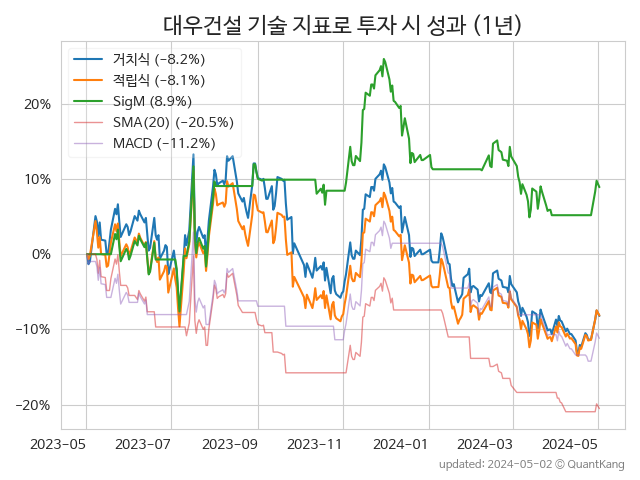 대우건설 기술 지표로 투자 시 성과 (1년)
거치식 (−8.2%)
적립식 (−8.1%)
SigM (8.9%)
SMA(20) (−20.5%)
MACD (−11.2%)
20%
10%
0%
−10%
−20%
2023-05 2023-07 2023-09 2023-11 2024-01 2024-03 2024-05
updated: 2024-05-02 © QuantKang